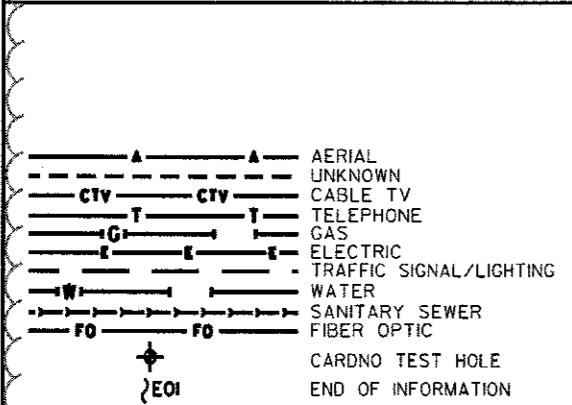 A A AERIAL
UNKNOWN
CTV CTV CABLE TV
T T TELEPHONE
G GAS
E E E ELECTRIC
TRAFFIC SIGNAL/LIGHTING
W WATER
SANITARY SEWER
FO FO FIBER OPTIC
CARDNO TEST HOLE
EOI END OF INFORMATION